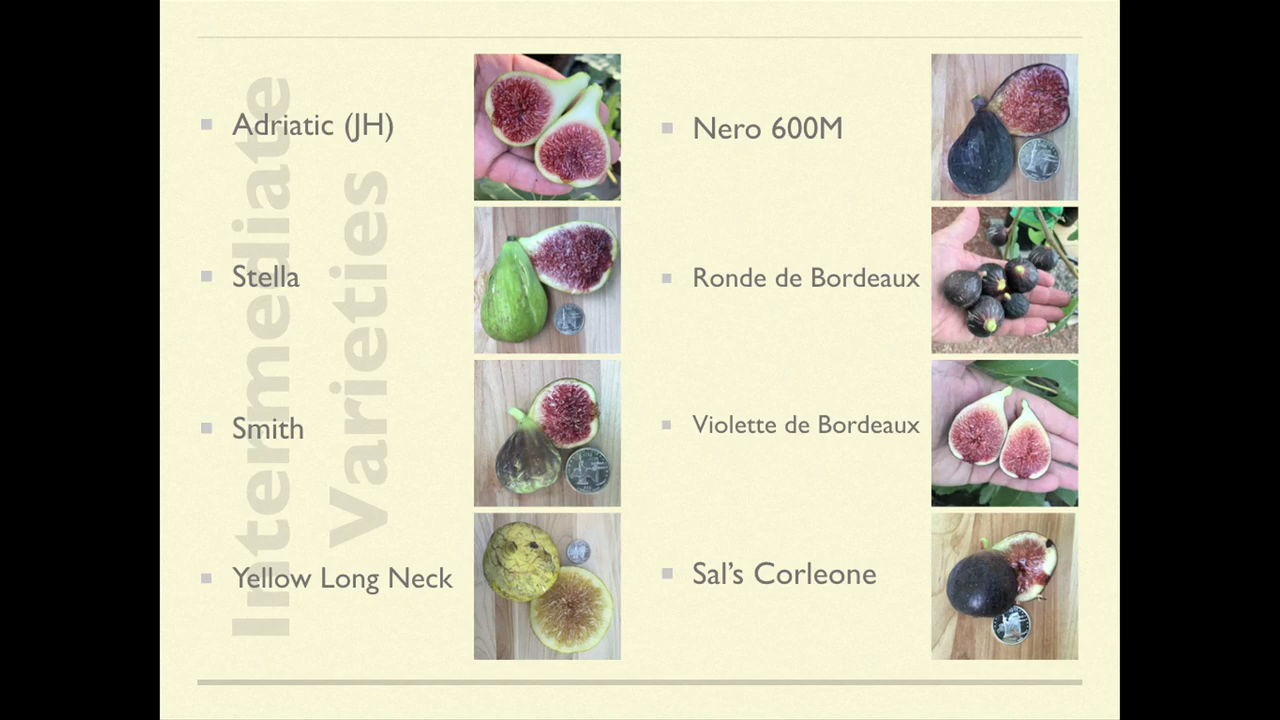 Intermediate
Varieties
Adriatic (JH)
Stella
Smith
Yellow Long Neck
Nero 600M
Ronde de Bordeaux
Violette de Bordeaux
Sal’s Corleone